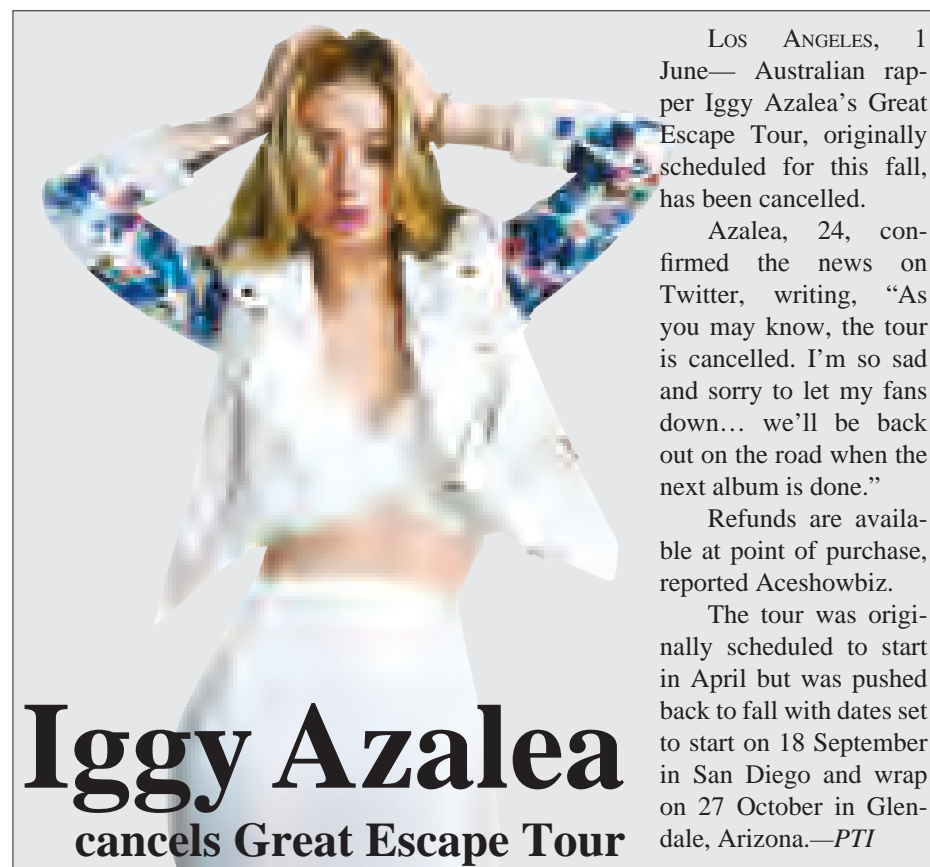 Iggy Azalea
cancels Great Escape Tour
LOS ANGELES, 1
June— Australian rap-
per Iggy Azalea’s Great
Escape Tour, originally
scheduled for this fall,
has been cancelled.
Azalea, 24, con-
firmed the news on
Twitter, writing, “As
you may know, the tour
is cancelled. I’m so sad
and sorry to let my fans
down… we’ll be back
out on the road when the
next album is done.”
Refunds are availa-
ble at point of purchase,
reported Aceshowbiz.
The tour was origi-
nally scheduled to start
in April but was pushed
back to fall with dates set
to start on 18 September
in San Diego and wrap
on 27 October in Glen-
dale, Arizona.—PTI